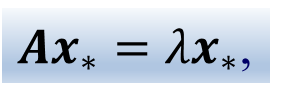 𝑨𝒙∗ = 𝜆𝒙∗,